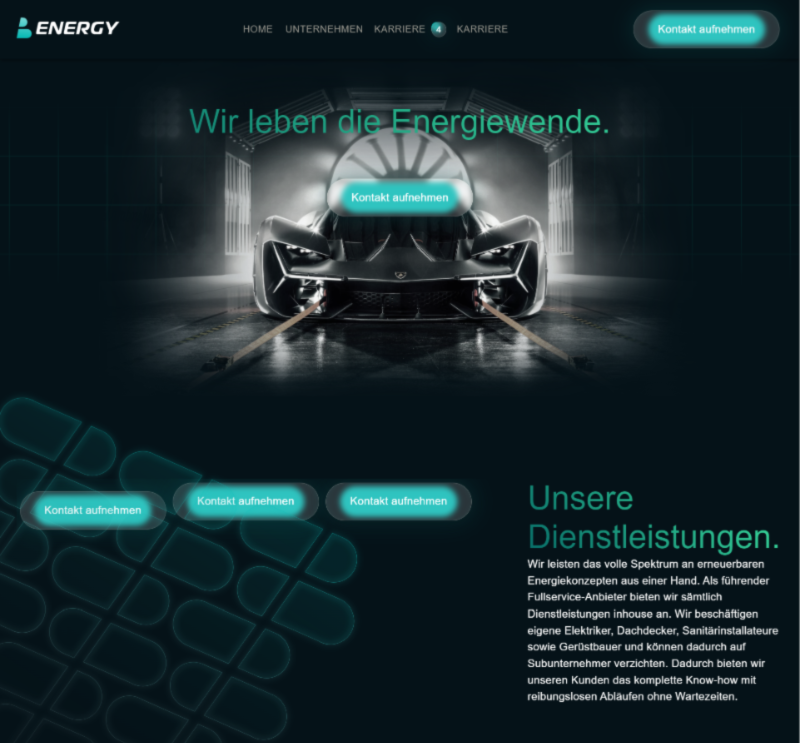 ENERGY
HOME UNTERNEHMEN KARRIERE 4 KARRIERE
Kontakt aufnehmen
Wir leben die Energiewende.
Kontakt aufnehmen
Kontakt aufnehmen
Kontakt aufnehmen
Kontakt aufnehmen
Unsere
Dienstleistungen.
Wir leisten das volle Spektrum an erneuerbaren
Energiekonzepten aus einer Hand. Als führender
Fullservice-Anbieter bieten wir sämtlich
Dienstleistungen inhouse an. Wir beschäftigen
eigene Elektriker, Dachdecker, Sanitärinstallateure
sowie Gerüstbauer und können dadurch auf
Subunternehmer verzichten. Dadurch bieten wir
unseren Kunden das komplette Know-how mit
reibungslosen Abläufen ohne Wartezeiten.